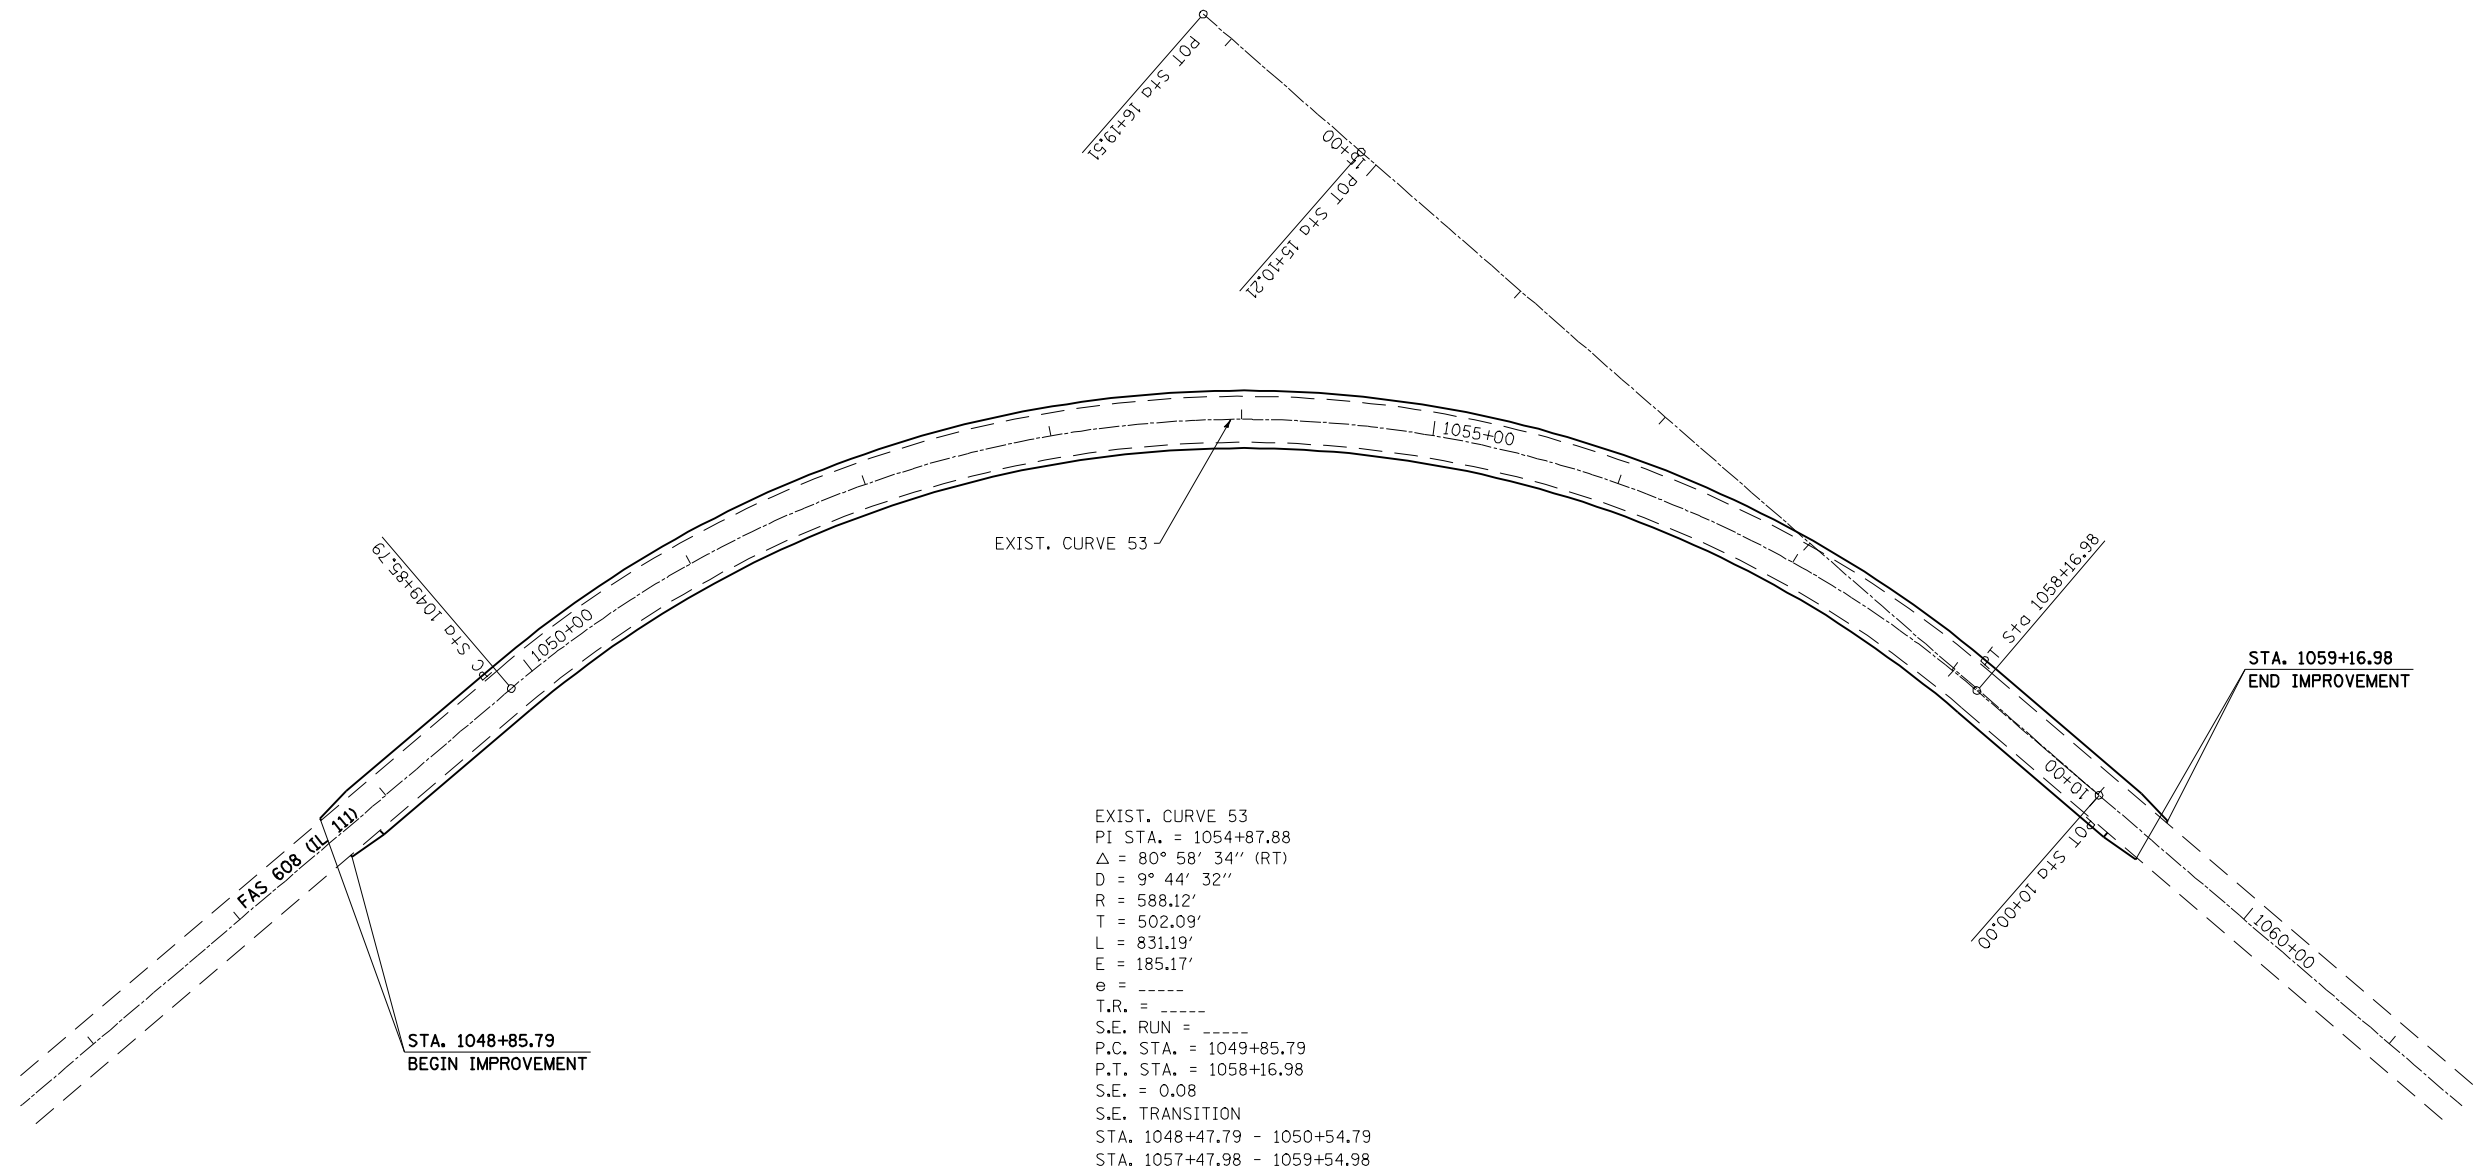 POT Sta 16+19.51
15+00
POT Sta 15+10.21
1055+00
EXIST. CURVE 53
PC Sta 1049+85.79
1050+00
PT Sta 1058+16.98
STA. 1059+16.98
END IMPROVEMENT
10+00
POT Sta 10+00.00
1060+00
FAS 608 (IL 111)
STA. 1048+85.79
BEGIN IMPROVEMENT
EXIST. CURVE 53
PI STA. = 1054+87.88
Δ = 80° 58' 34" (RT)
D = 9° 44' 32"
R = 588.12'
T = 502.09'
L = 831.19'
E = 185.17'
e = _____
T.R. = _____
S.E. RUN = _____
P.C. STA. = 1049+85.79
P.T. STA. = 1058+16.98
S.E. = 0.08
S.E. TRANSITION
STA. 1048+47.79 - 1050+54.79
STA. 1057+47.98 - 1059+54.98